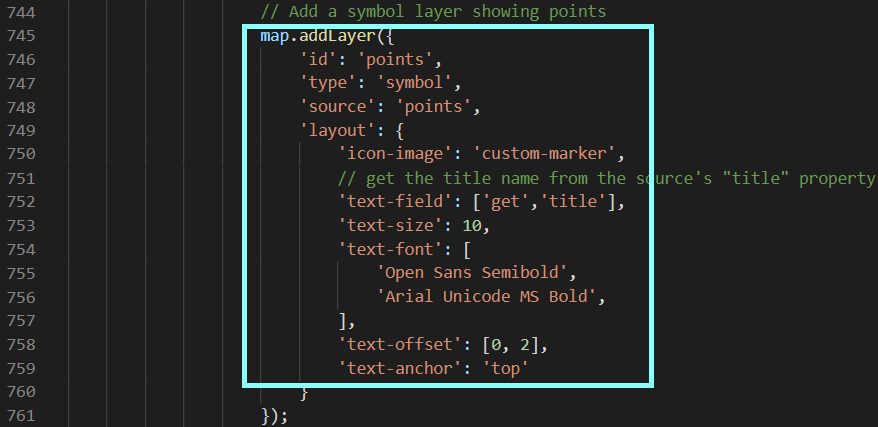 744 // Add a symbol layer showing points
745 map.addLayer({
746 'id': 'points',
747 'type': 'symbol',
748 'source': 'points',
749 'layout': {
750 'icon-image': 'custom-marker',
751 // get the title name from the source's "title" property
752 'text-field': ['get','title'],
753 'text-size': 10,
754 'text-font': [
755 'Open Sans Semibold',
756 'Arial Unicode MS Bold',
757 ],
758 'text-offset': [0, 2],
759 'text-anchor': 'top'
760 }
761 });